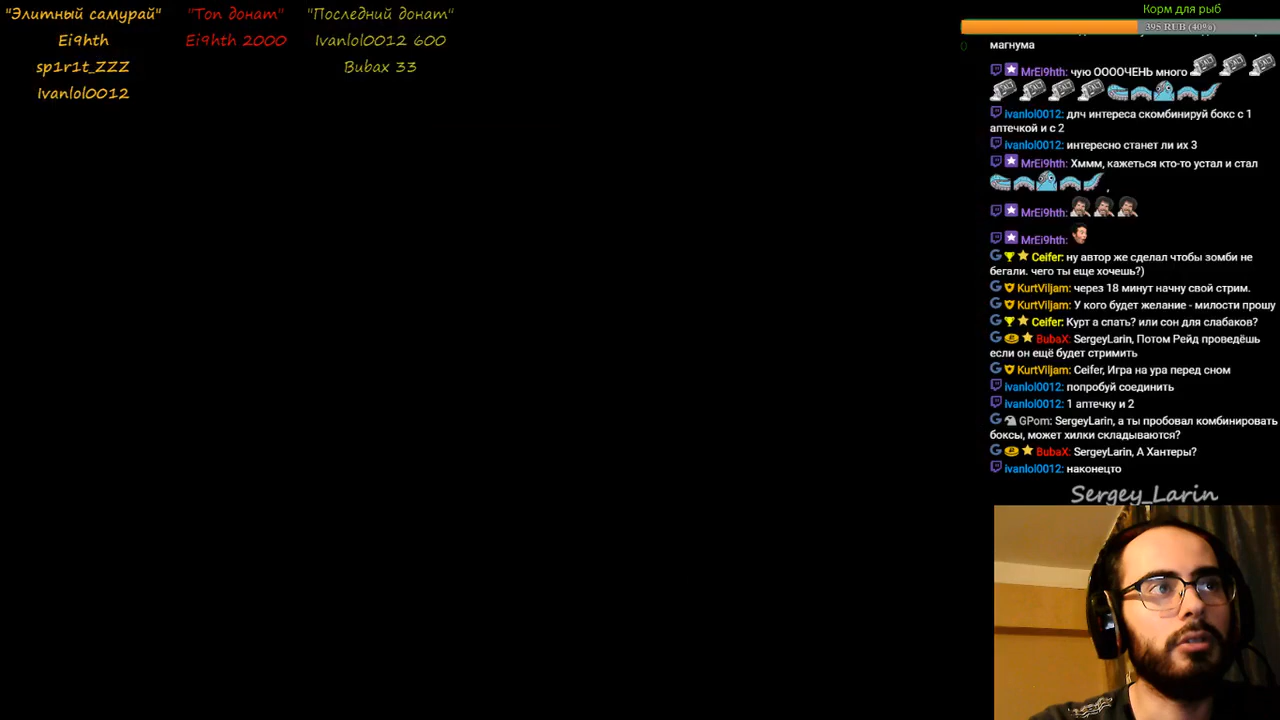 "Элитный самурай"
Ei9hth
sp1r1t_ZZZ
ivanlol0012
"Топ донат"
Ei9hth 2000
"Последний донат"
Ivanlol0012 600
Bubax 33
Корм для рыб
395 RUB (40%)
0
магнума
MrEi9hth: чую ООООЧЕНЬ много
ivanlol0012: длч интереса скомбинируй бокс с 1
аптечкой и с 2
ivanlol0012: интересно станет ли их 3
MrEi9hth: Хммм, кажеться кто-то устал и стал
,
MrEi9hth:
MrEi9hth:
Ceifer: ну автор же сделал чтобы зомби не
бегали. чего ты еще хочешь?)
KurtViljam: через 18 минут начну свой стрим.
KurtViljam: У кого будет желание - милости прошу
Ceifer: Курт а спать? или сон для слабаков?
BubaX: SergeyLarin, Потом Рейд проведёшь
если он ещё будет стримить
KurtViljam: Ceifer, Игра на ура перед сном
ivanlol0012: попробуй соединить
ivanlol0012: 1 аптечку и 2
GPom: SergeyLarin, а ты пробовал комбинировать
боксы, может хилки складываются?
BubaX: SergeyLarin, А Хантеры?
ivanlol0012: наконецто
Sergey_Larin